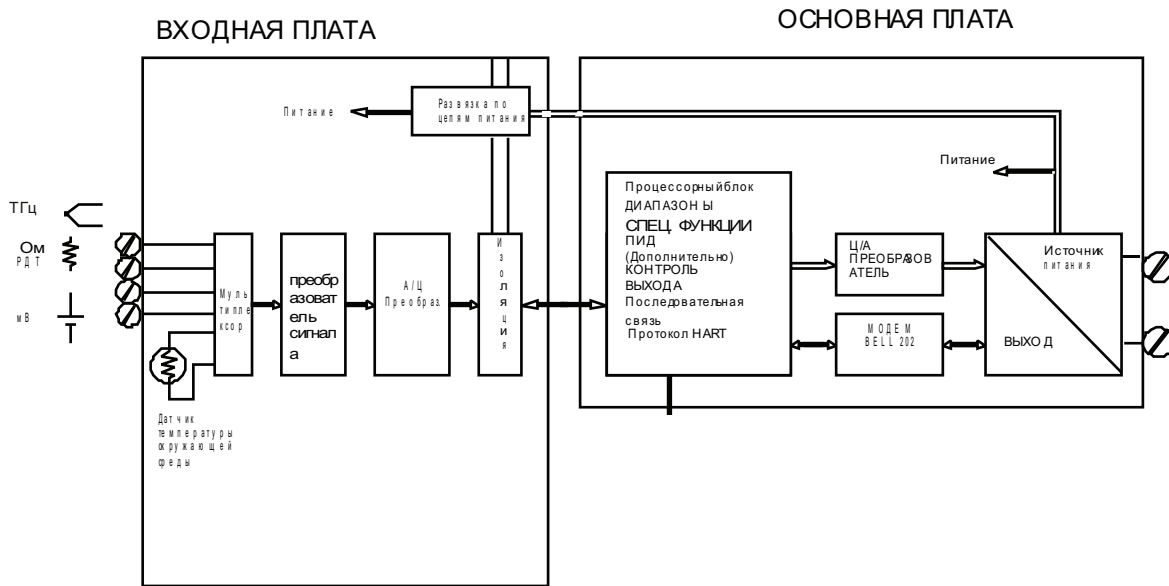 ВХОДНАЯ ПЛАТА
ОСНОВНАЯ ПЛАТА
Питание
Развязка по
цепям питания
Питание
ТГц
Ом
РДТ
мВ
Муль
типле
ксор
преобр
азоват
ель
сигнал
а
А/Ц
Преобраз.
Изоляция
Процессорный блок
ДИАПАЗОНЫ
СПЕЦ. ФУНКЦИИ
ПИД
(Дополнительно)
КОНТРОЛЬ
ВЫХОДА
Последовательная
связь
Протокол HART
Ц/А
ПРЕОБРАЗОВ
АТЕЛЬ
МОДЕМ
BELL 202
Источник
питания
ВЫХОД
Датчик
температуры
окружающей
среды